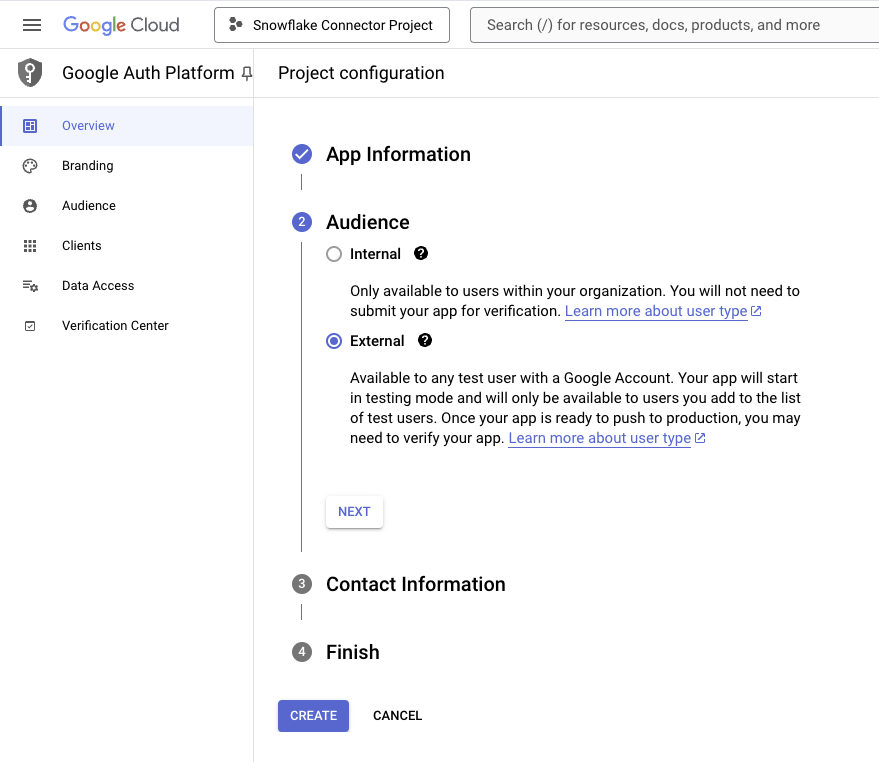 Google Cloud
Snowflake Connector Project
Search (/) for resources, docs, products, and more
Google Auth Platform
Project configuration
Overview
Branding
Audience
Clients
Data Access
Verification Center
App Information
2
Audience
Internal ?
Only available to users within your organization. You will not need to
submit your app for verification. Learn more about user type
External ?
Available to any test user with a Google Account. Your app will start
in testing mode and will only be available to users you add to the list
of test users. Once your app is ready to push to production, you may
need to verify your app. Learn more about user type
NEXT
3
Contact Information
4
Finish
CREATE
CANCEL